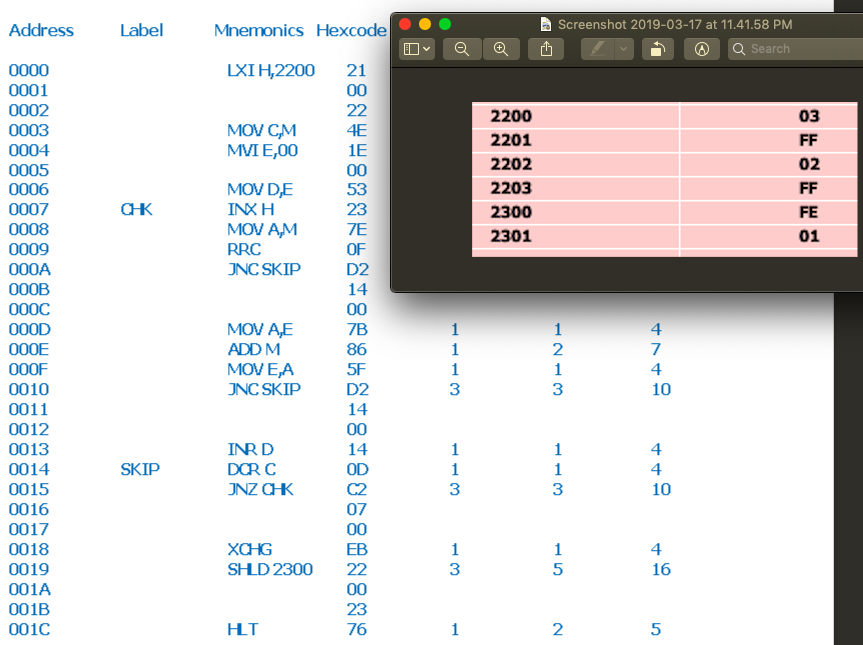 Address Label Mnemonics Hexcode
Screenshot 2019-03-17 at 11.41.58 PM
Search
2200 03
2201 FF
2202 02
2203 FF
2300 FE
2301 01
0000 LXI H,2200 21
0001 00
0002 22
0003 MOV C,M 4E
0004 MVI E,00 1E
0005 00
0006 MOV D,E 53
0007 CHK INX H 23
0008 MOV A,M 7E
0009 RRC 0F
000A JNC SKIP D2
000B 14
000C 00
000D MOV A,E 7B 1 1 4
000E ADD M 86 1 2 7
000F MOV E,A 5F 1 1 4
0010 JNC SKIP D2 3 3 10
0011 14
0012 00
0013 INR D 14 1 1 4
0014 SKIP DCR C 0D 1 1 4
0015 JNZ CHK C2 3 3 10
0016 07
0017 00
0018 XCHG EB 1 1 4
0019 SHLD 2300 22 3 5 16
001A 00
001B 23
001C HLT 76 1 2 5